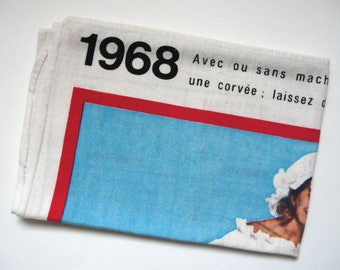 1968 Avec ou sans mach
une corvée; laissez d